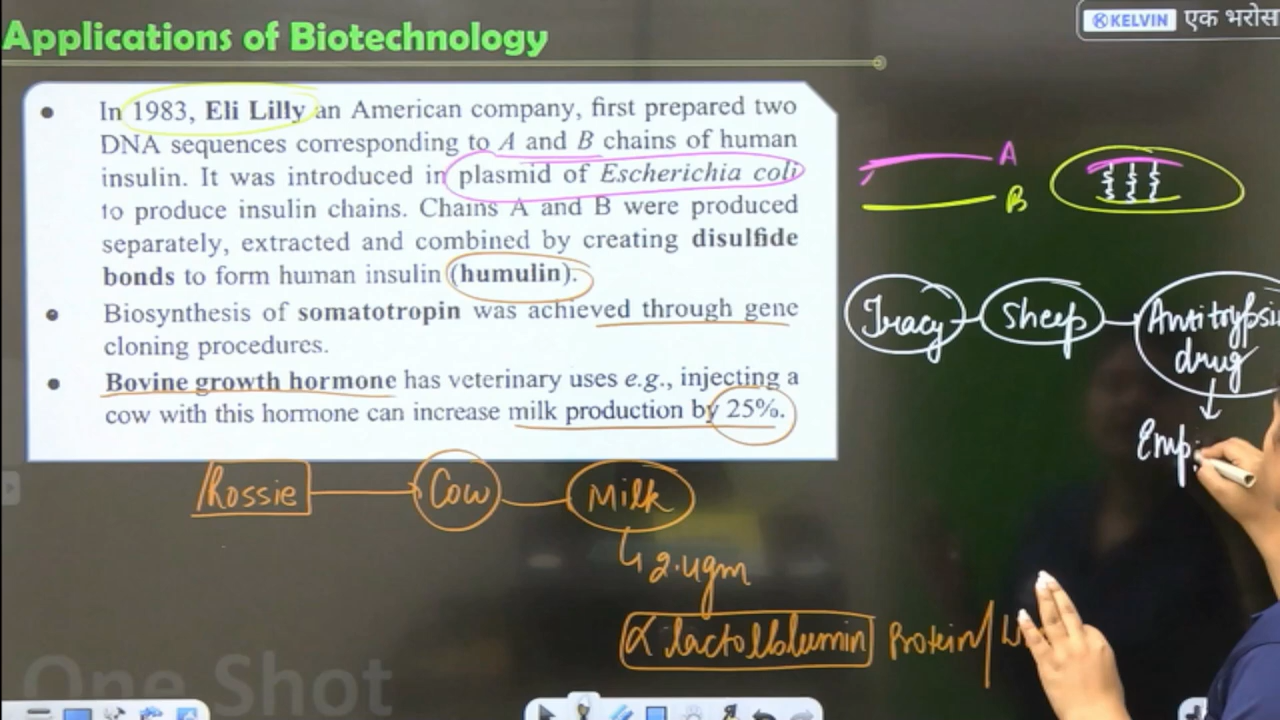 Applications of Biotechnology
KELVIN एक भरोस
In 1983, Eli Lilly an American company, first prepared two
DNA sequences corresponding to A and B chains of human
insulin. It was introduced in plasmid of Escherichia coli
to produce insulin chains. Chains A and B were produced
separately, extracted and combined by creating disulfide
bonds to form human insulin (humulin).
Biosynthesis of somatotropin was achieved through gene
cloning procedures.
Bovine growth hormone has veterinary uses e.g., injecting a
cow with this hormone can increase milk production by 25%.
A
B
Tracy Sheep Antitrypsi
drug
Emp
Rossie Cow Milk
2.4gm
α lactolblumin Protein/
One Shot